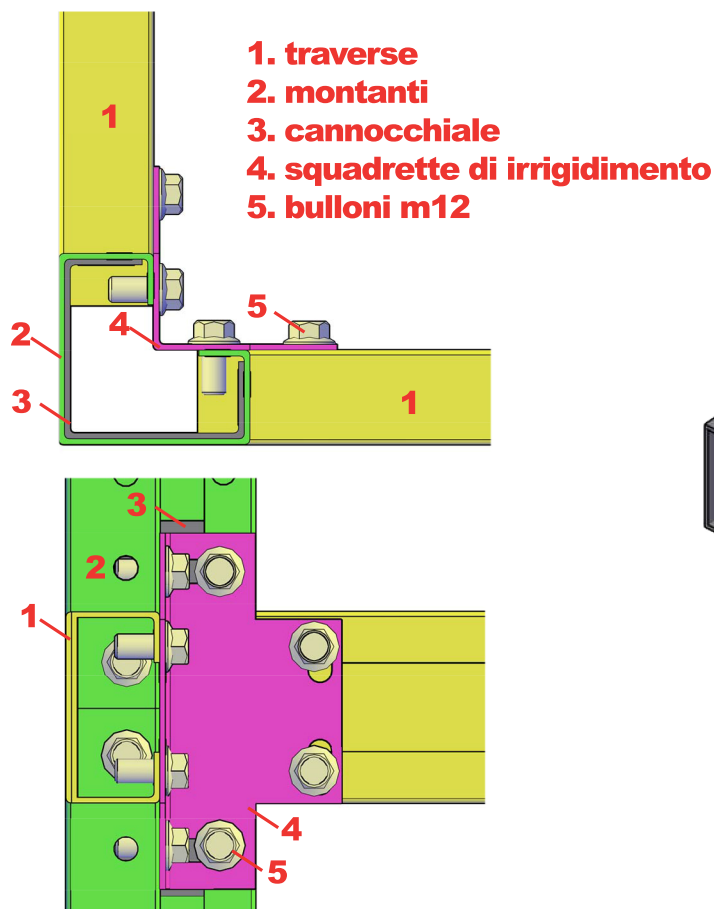 1. traverse
2. montanti
3. cannocchiale
4. squadrette di irrigidimento
5. bulloni m12
1
5
4
2
3
1
3
2
1
4
5